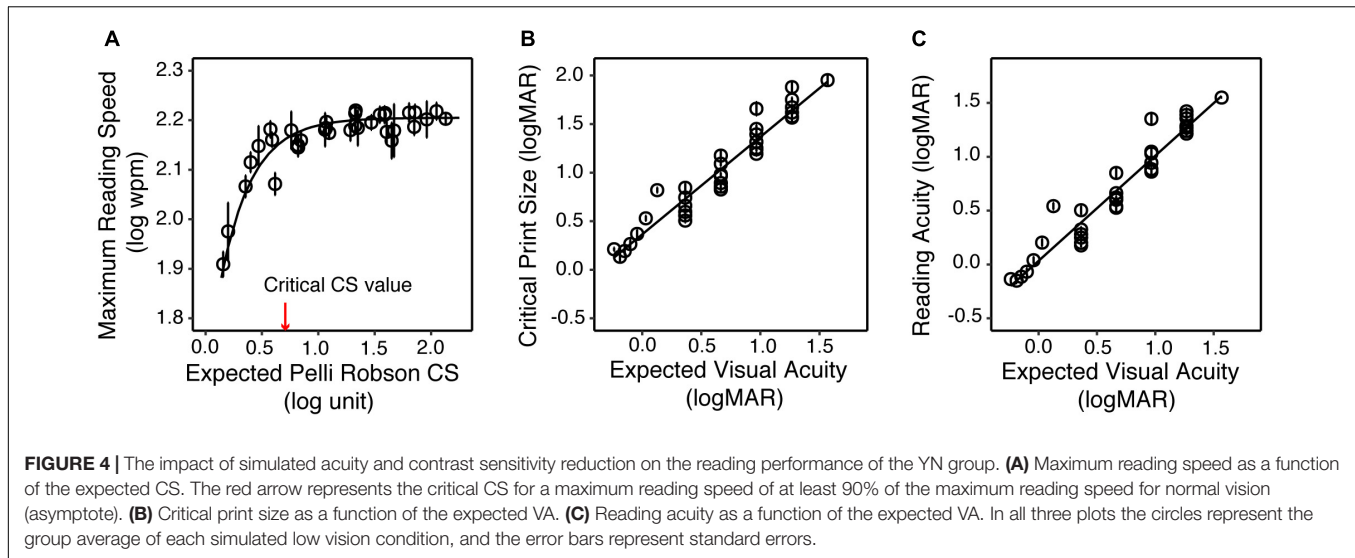 A
B
C
Maximum Reading Speed
(log wpm)
2.3
2.2
2.1
2.0
1.9
1.8
Critical CS value
0.0 0.5 1.0 1.5 2.0
Expected Pelli Robson CS
(log unit)
Critical Print Size (logMAR)
2.0
1.5
1.0
0.5
0.0
-0.5
0.0 0.5 1.0 1.5
Expected Visual Acuity
(logMAR)
Reading Acuity (logMAR)
1.5
1.0
0.5
0.0
-0.5
0.0 0.5 1.0 1.5
Expected Visual Acuity
(logMAR)
FIGURE 4 | The impact of simulated acuity and contrast sensitivity reduction on the reading performance of the YN group. (A) Maximum reading speed as a function
of the expected CS. The red arrow represents the critical CS for a maximum reading speed of at least 90% of the maximum reading speed for normal vision
(asymptote). (B) Critical print size as a function of the expected VA. (C) Reading acuity as a function of the expected VA. In all three plots the circles represent the
group average of each simulated low vision condition, and the error bars represent standard errors.